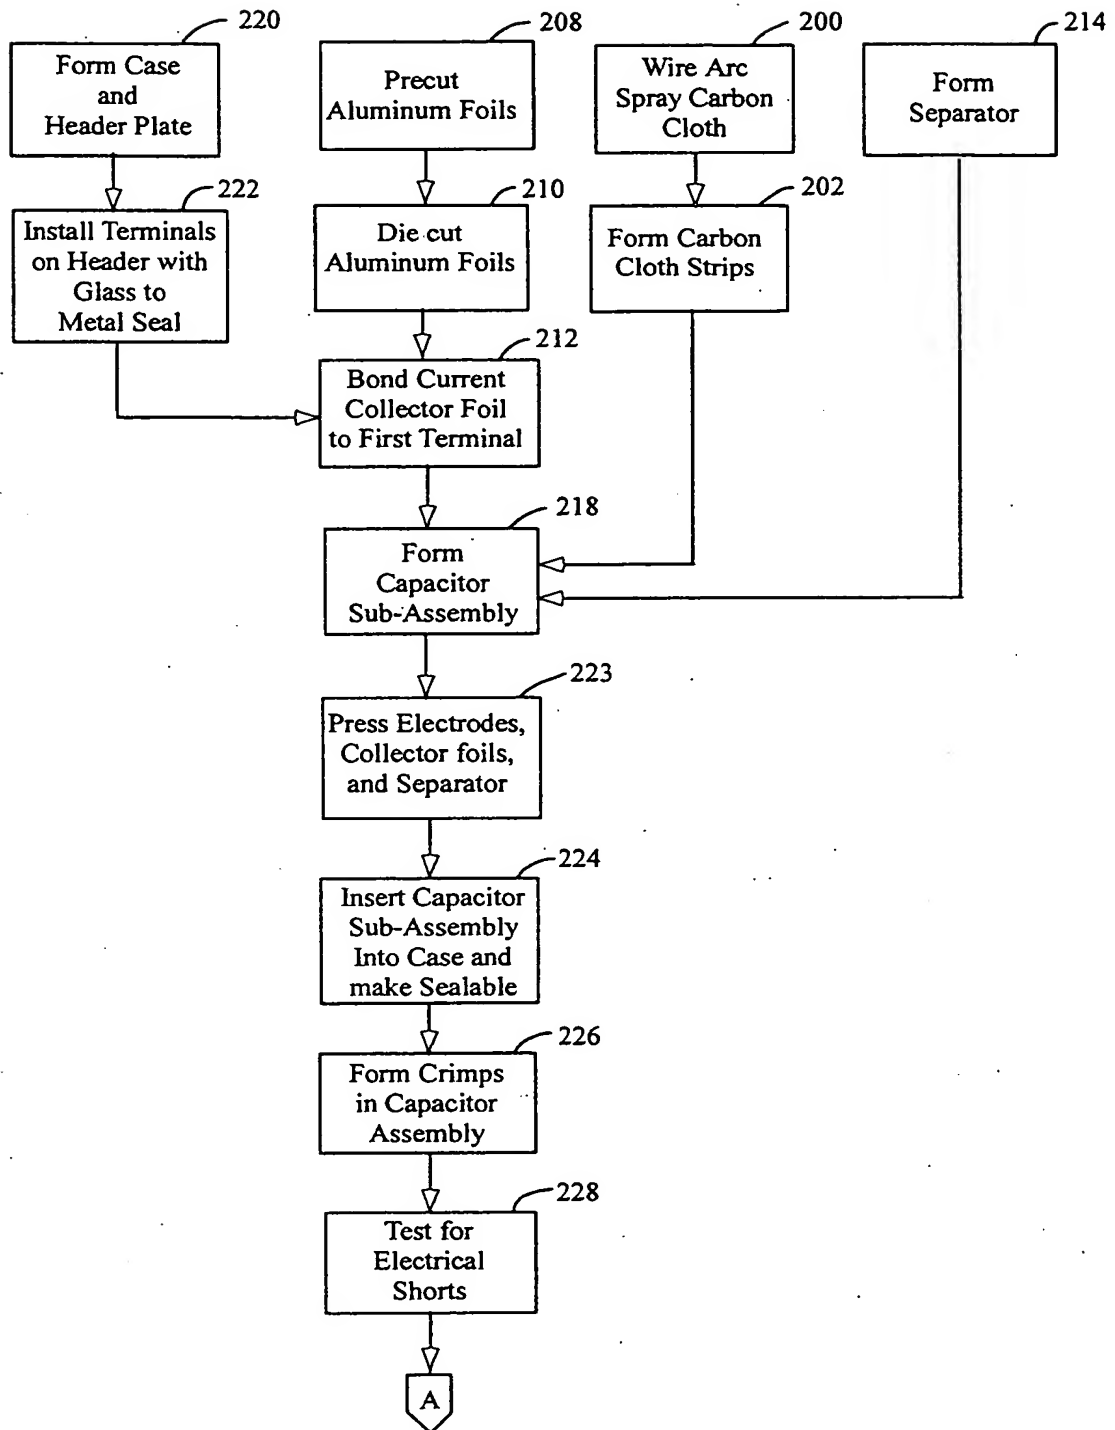 220
Form Case
and
Header Plate
208
Precut
Aluminum Foils
200
Wire Arc
Spray Carbon
Cloth
214
Form
Separator
222
Install Terminals
on Header with
Glass to
Metal Seal
210
Die cut
Aluminum Foils
202
Form Carbon
Cloth Strips
212
Bond Current
Collector Foil
to First Terminal
218
Form
Capacitor
Sub-Assembly
223
Press Electrodes,
Collector foils,
and Separator
224
Insert Capacitor
Sub-Assembly
Into Case and
make Sealable
226
Form Crimps
in Capacitor
Assembly
228
Test for
Electrical
Shorts
A